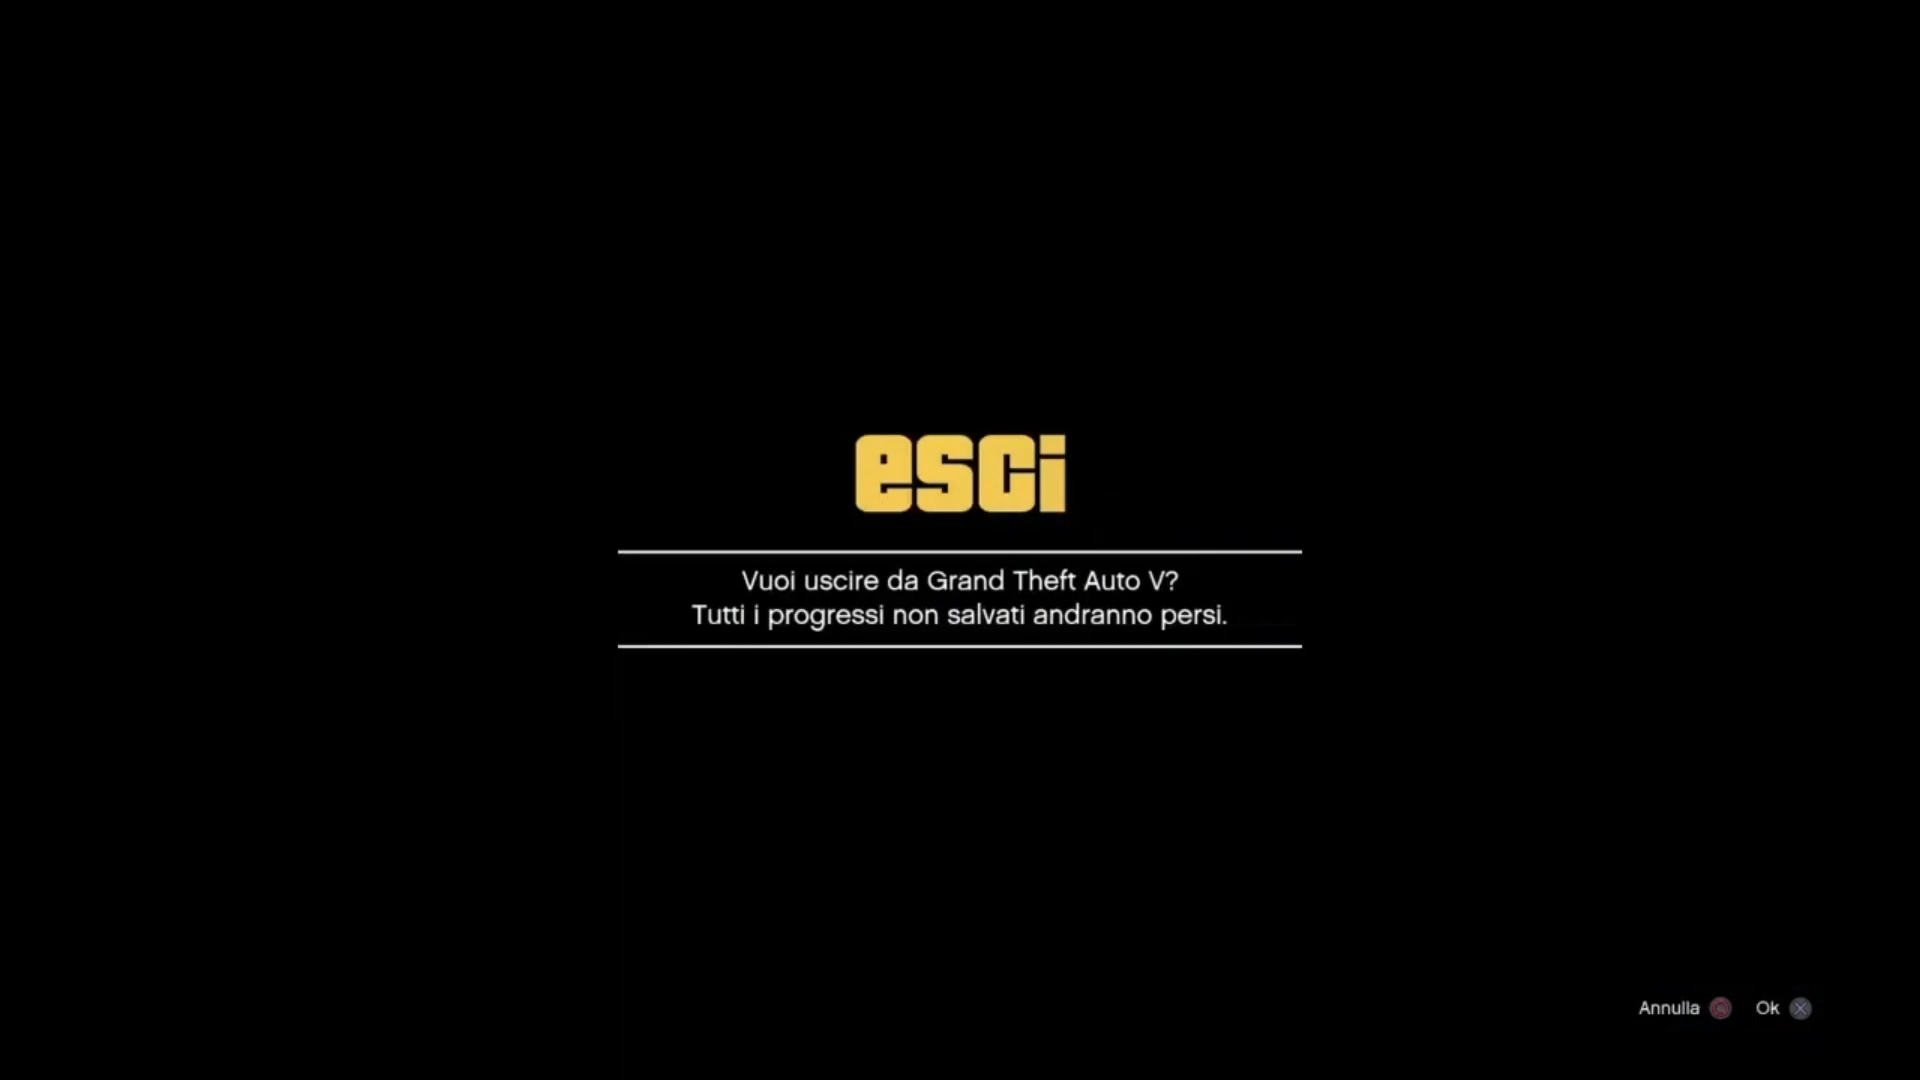 esci
Vuoi uscire da Grand Theft Auto V?
Tutti i progressi non salvati andranno persi.
Annulla Ok